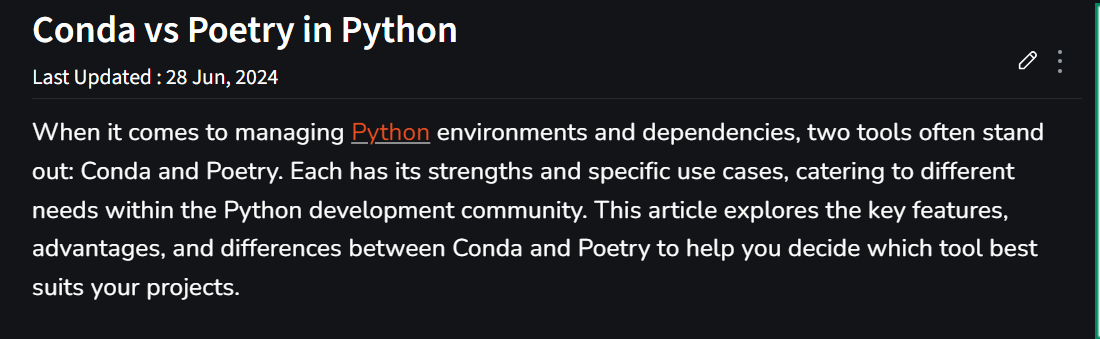 Conda vs Poetry in Python
Last Updated : 28 Jun, 2024
When it comes to managing Python environments and dependencies, two tools often stand
out: Conda and Poetry. Each has its strengths and specific use cases, catering to different
needs within the Python development community. This article explores the key features,
advantages, and differences between Conda and Poetry to help you decide which tool best
suits your projects.